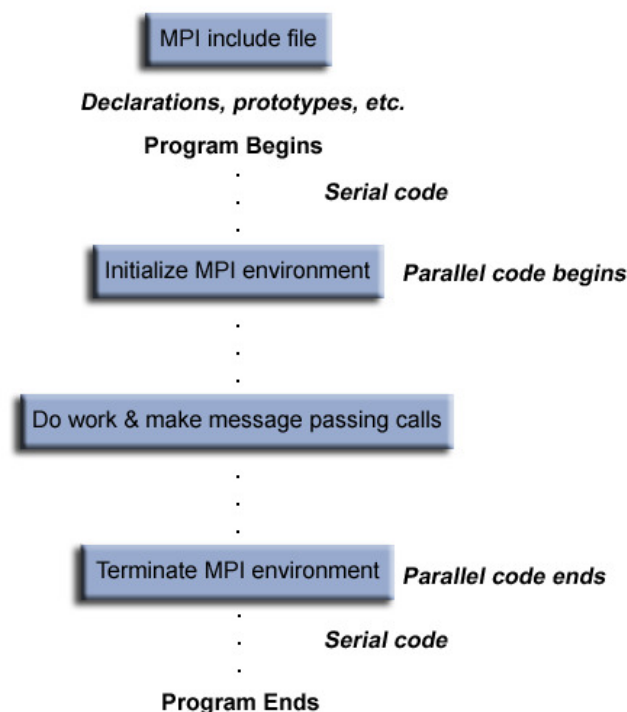 MPI include file
Declarations, prototypes, etc.
Program Begins
Serial code
Initialize MPI environment
Parallel code begins
Do work & make message passing calls
Terminate MPI environment
Parallel code ends
Serial code
Program Ends